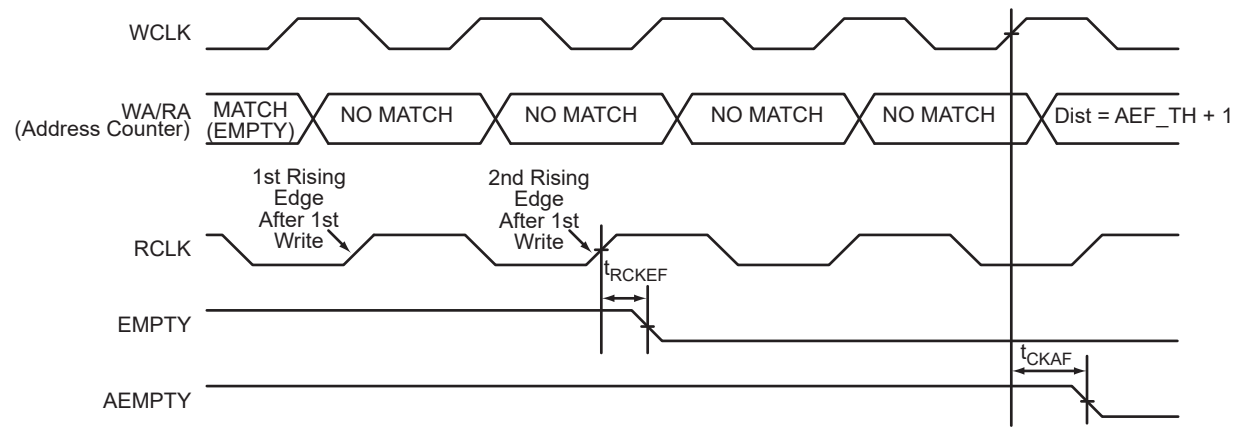 WCLK
WA/RA
(Address Counter)
MATCH
(EMPTY)
NO MATCH
NO MATCH
NO MATCH
NO MATCH
Dist = AEF_TH + 1
1st Rising
Edge
After 1st
Write
2nd Rising
Edge
After 1st
Write
RCLK
tRCKEF
EMPTY
tCKAF
AEMPTY